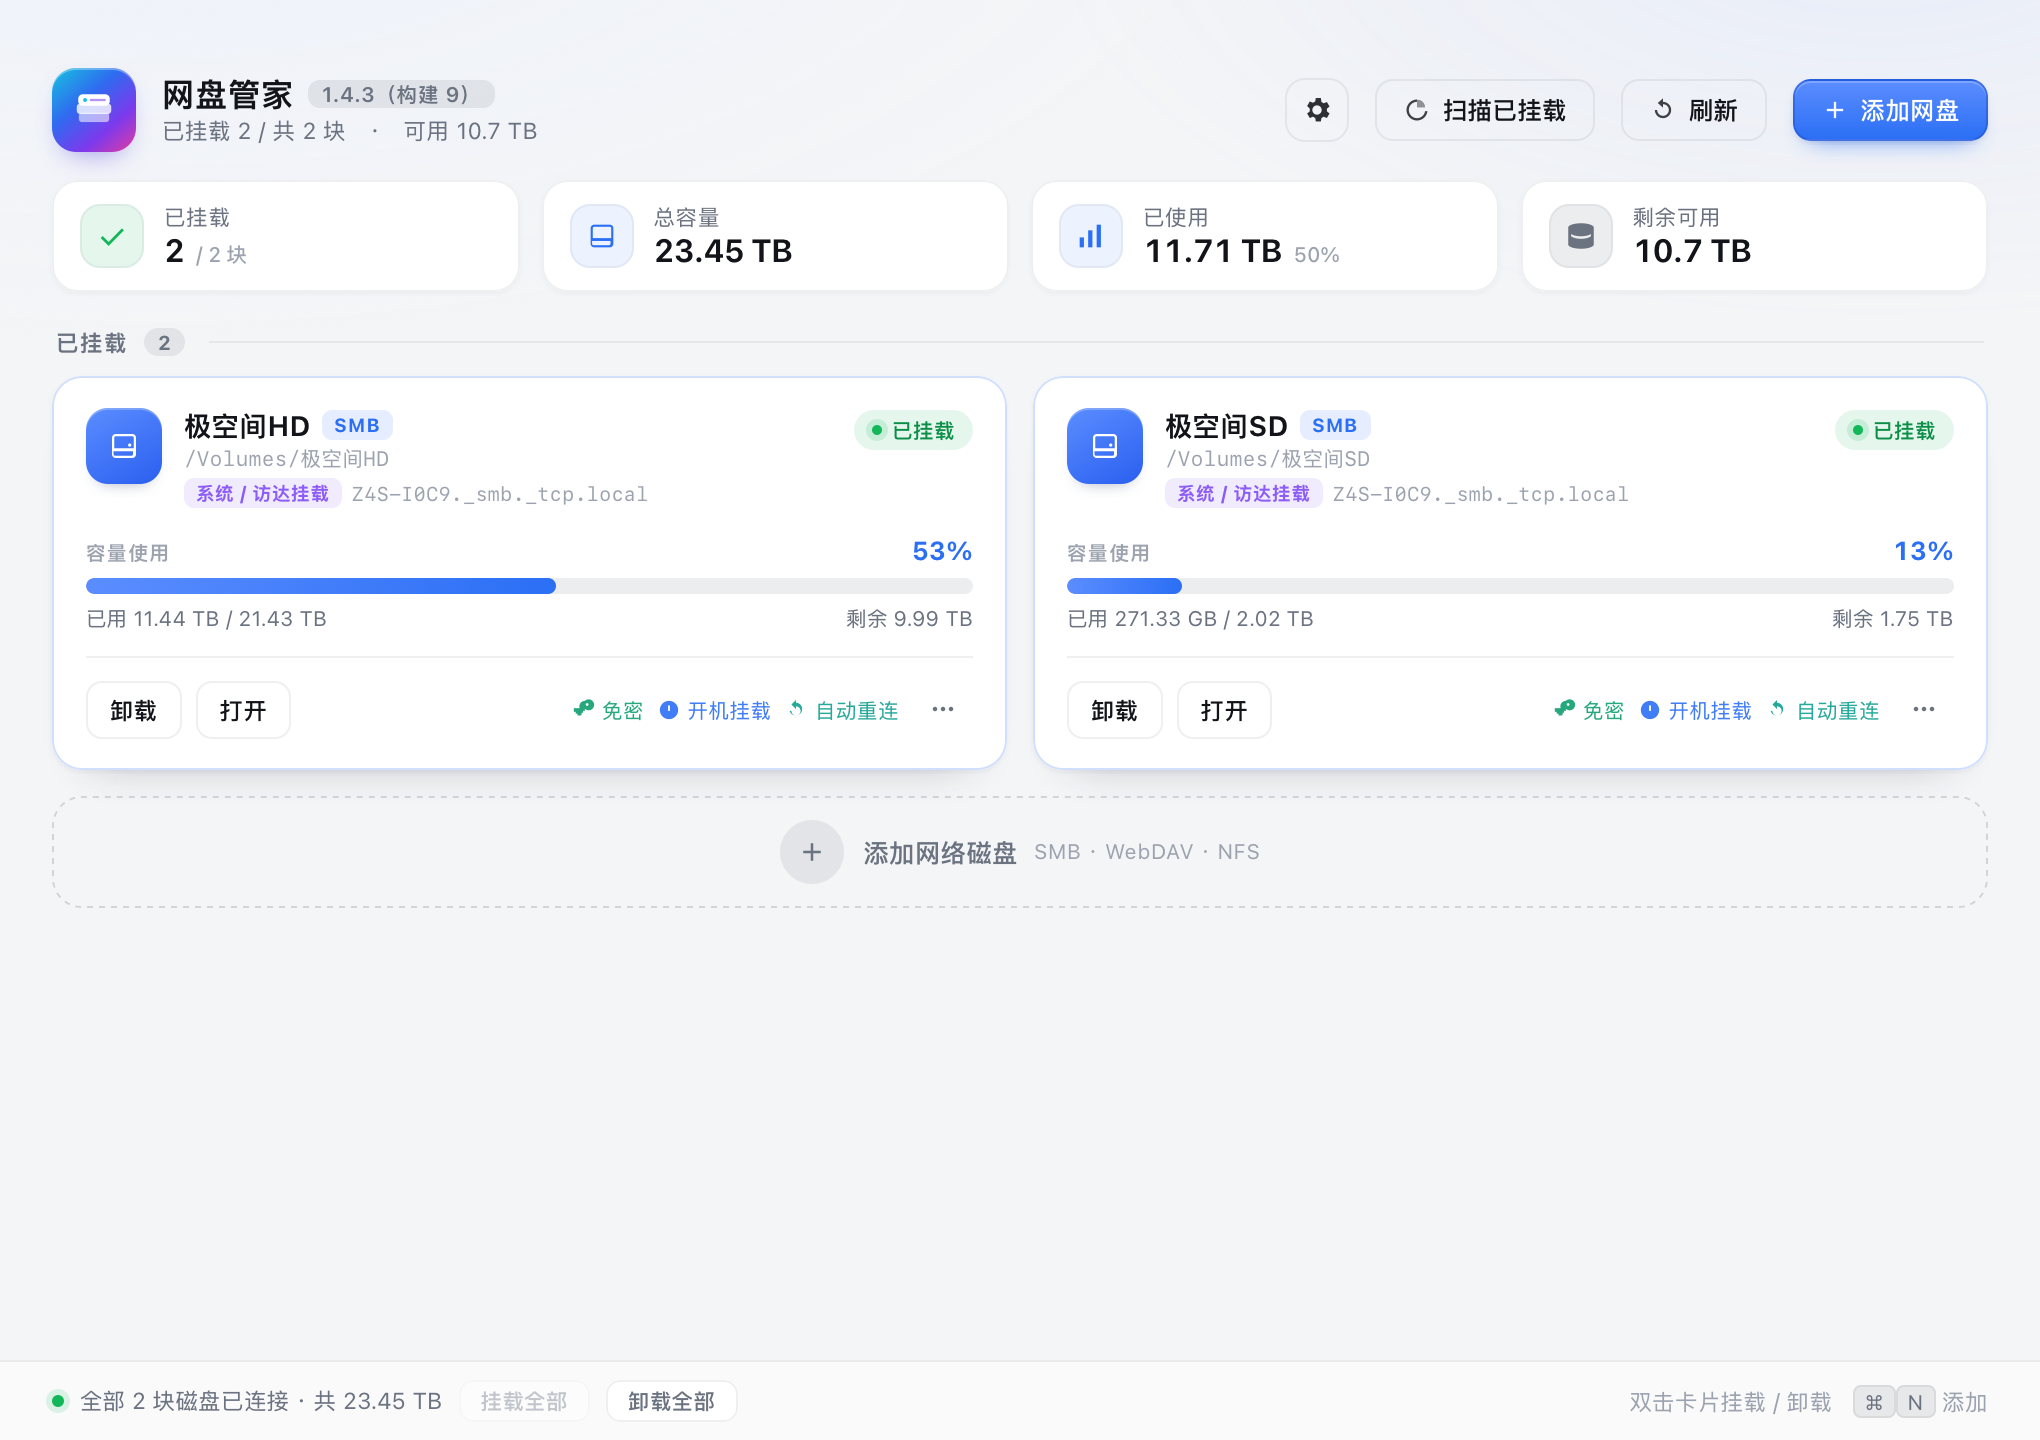 网盘管家 1.4.3（构建 9）
已挂载 2 / 共 2 块 · 可用 10.7 TB
扫描已挂载
刷新
添加网盘
已挂载
2 / 2 块
总容量
23.45 TB
已使用
11.71 TB 50%
剩余可用
10.7 TB
已挂载 2
极空间HD SMB
已挂载
/Volumes/极空间HD
系统 / 访达挂载 Z4S-I0C9._smb._tcp.local
容量使用 53%
已用 11.44 TB / 21.43 TB 剩余 9.99 TB
卸载 打开 免密 开机挂载 自动重连 ···
极空间SD SMB
已挂载
/Volumes/极空间SD
系统 / 访达挂载 Z4S-I0C9._smb._tcp.local
容量使用 13%
已用 271.33 GB / 2.02 TB 剩余 1.75 TB
卸载 打开 免密 开机挂载 自动重连 ···
添加网络磁盘 SMB · WebDAV · NFS
全部 2 块磁盘已连接 · 共 23.45 TB 挂载全部 卸载全部
双击卡片挂载 / 卸载 ⌘ N 添加